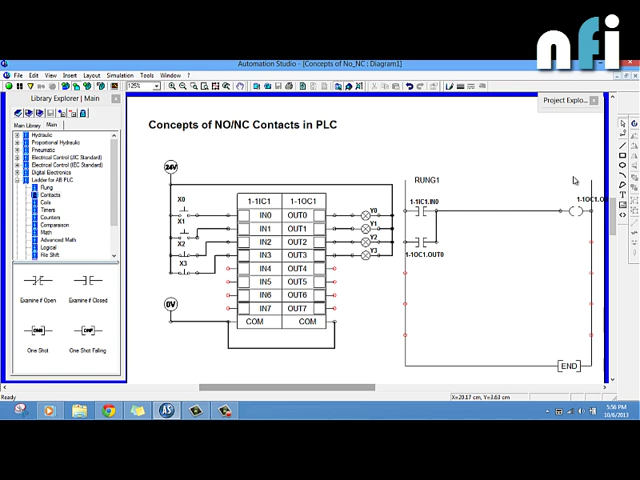 nfi
Automation Studio - [Concepts of No_NC : Diagram1]
File Edit View Insert Layout Simulation Tools Window ?
125%
Library Explorer | Main
Main Library Main
Hydraulic
Proportional Hydraulic
Pneumatic
Electrical Control (JIC Standard)
Electrical Control (IEC Standard)
Digital Electronics
Ladder for AB PLC
Rung
Contacts
Coils
Timers
Counters
Comparaison
Math
Advanced Math
Logical
File Shift
Examine if Open Examine if Closed
One Shot One Shot Falling
Project Explo...
Concepts of NO/NC Contacts in PLC
24V
X0
X1
X2
X3
0V
1-1IC1 1-1OC1
IN0 OUT0
IN1 OUT1
IN2 OUT2
IN3 OUT3
IN4 OUT4
IN5 OUT5
IN6 OUT6
IN7 OUT7
COM COM
Y0
Y1
Y2
Y3
RUNG1
1-1IC1.IN0
1-1OC1.OUT0
END
Ready
X=20.17 cm, Y=3.63 cm
5:56 PM
10/6/2013